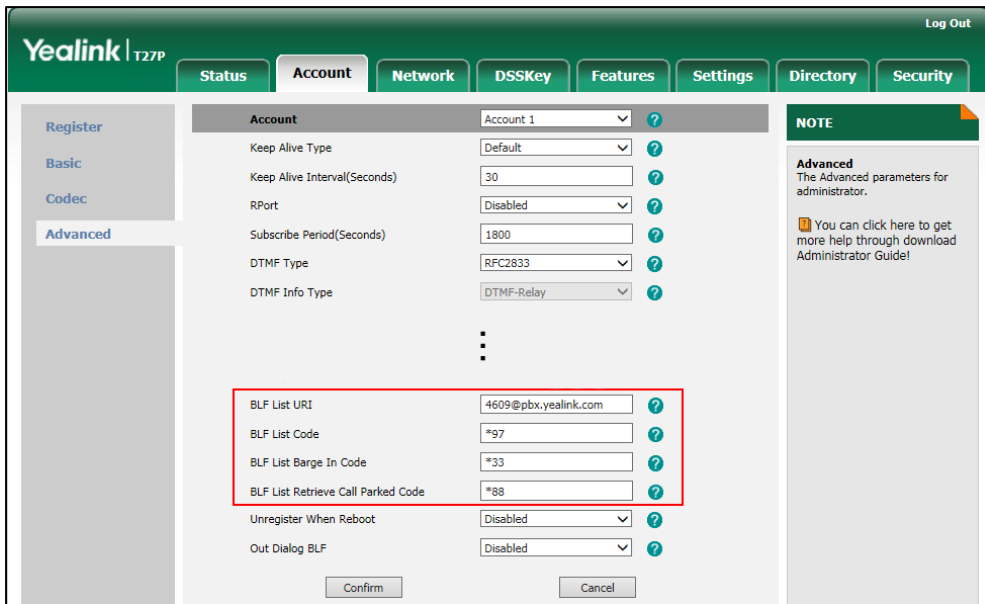 Log Out
Yealink T27P
Status Account Network DSSKey Features Settings Directory Security
Register
Basic
Codec
Advanced
Account Account 1 ?
Keep Alive Type Default ?
Keep Alive Interval(Seconds) 30 ?
RPort Disabled ?
Subscribe Period(Seconds) 1800 ?
DTMF Type RFC2833 ?
DTMF Info Type DTMF-Relay ?
BLF List URI 4609@pbx.yealink.com ?
BLF List Code *97 ?
BLF List Barge In Code *33 ?
BLF List Retrieve Call Parked Code *88 ?
Unregister When Reboot Disabled ?
Out Dialog BLF Disabled ?
Confirm Cancel
NOTE
Advanced
The Advanced parameters for
administrator.
? You can click here to get
more help through download
Administrator Guide!